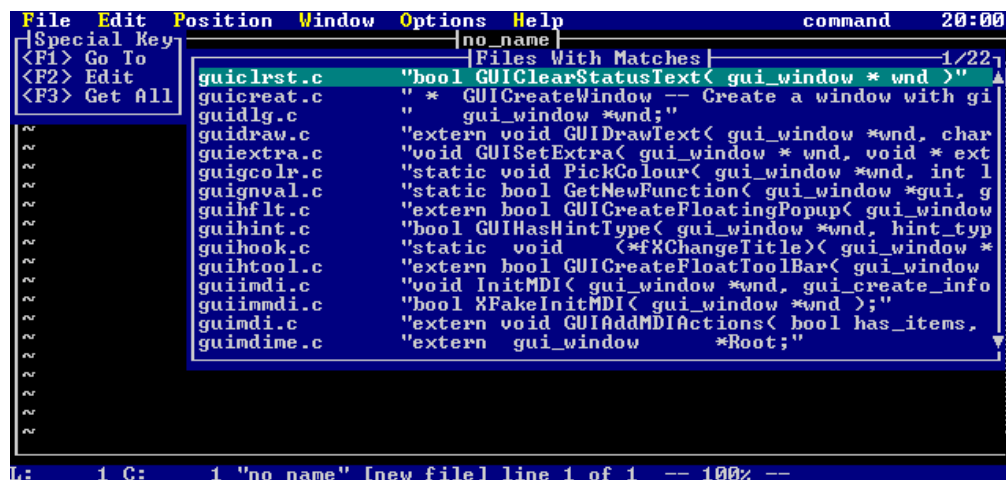 File Edit Position Window Options Help command 20:00
Special Key no_name
<F1> Go To Files With Matches 1/22
<F2> Edit guiclrst.c "bool GUIClearStatusText( gui_window * wnd )"
<F3> Get All guicreat.c " * GUICreateWindow -- Create a window with gi
guidlg.c " gui_window *wnd;"
~ guidraw.c "extern void GUIDrawText( gui_window *wnd, char
~ guiextra.c "void GUISetExtra( gui_window * wnd, void * ext
~ guigcolr.c "static void PickColour( gui_window *wnd, int l
~ guignval.c "static bool GetNewFunction( gui_window *gui, g
~ guihflt.c "extern bool GUICreateFloatingPopup( gui_window
~ guihint.c "bool GUIHasHintType( gui_window *wnd, hint_typ
~ guihook.c "static void (*fXChangeTitle)( gui_window *
~ guihtool.c "extern bool GUICreateFloatToolBar( gui_window
~ guiimdi.c "void InitMDI( gui_window *wnd, gui_create_info
~ guiimmdi.c "bool XFakeInitMDI( gui_window *wnd );"
~ guimdi.c "extern void GUIAddMDIActions( bool has_items,
~ guimdime.c "extern gui_window *Root;"
~
~
~
~
L: 1 C: 1 "no_name" [new file] line 1 of 1 -- 100% --